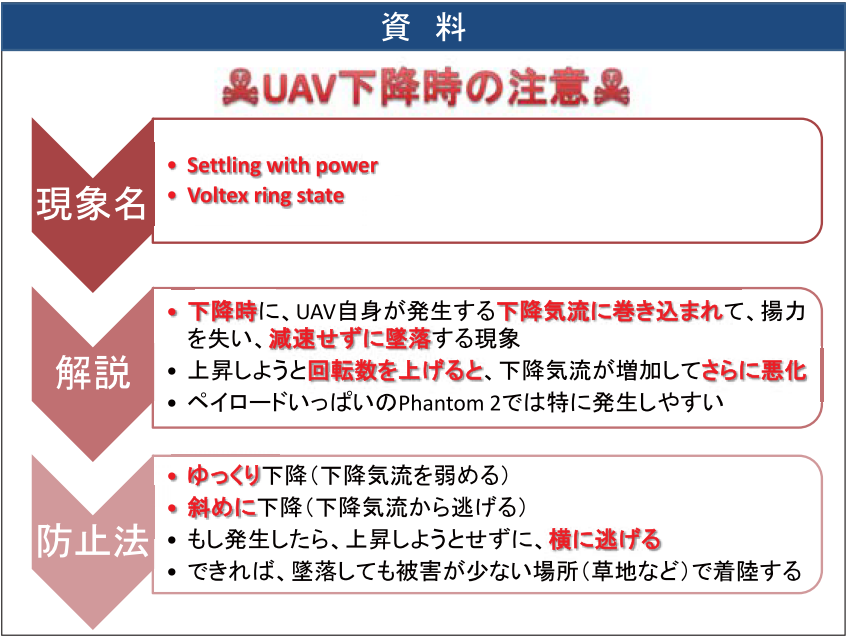 資 料
UAV下降時の注意
現象名
• Settling with power
• Voltex ring state
解説
• 下降時に、UAV自身が発生する下降気流に巻き込まれて、揚力
を失い、減速せずに墜落する現象
• 上昇しようと回転数を上げると、下降気流が増加してさらに悪化
• ペイロードいっぱいのPhantom 2では特に発生しやすい
防止法
• ゆっくり下降(下降気流を弱める)
• 斜めに下降(下降気流から逃げる)
• もし発生したら、上昇しようとせずに、横に逃げる
• できれば、墜落しても被害が少ない場所(草地など)で着陸する